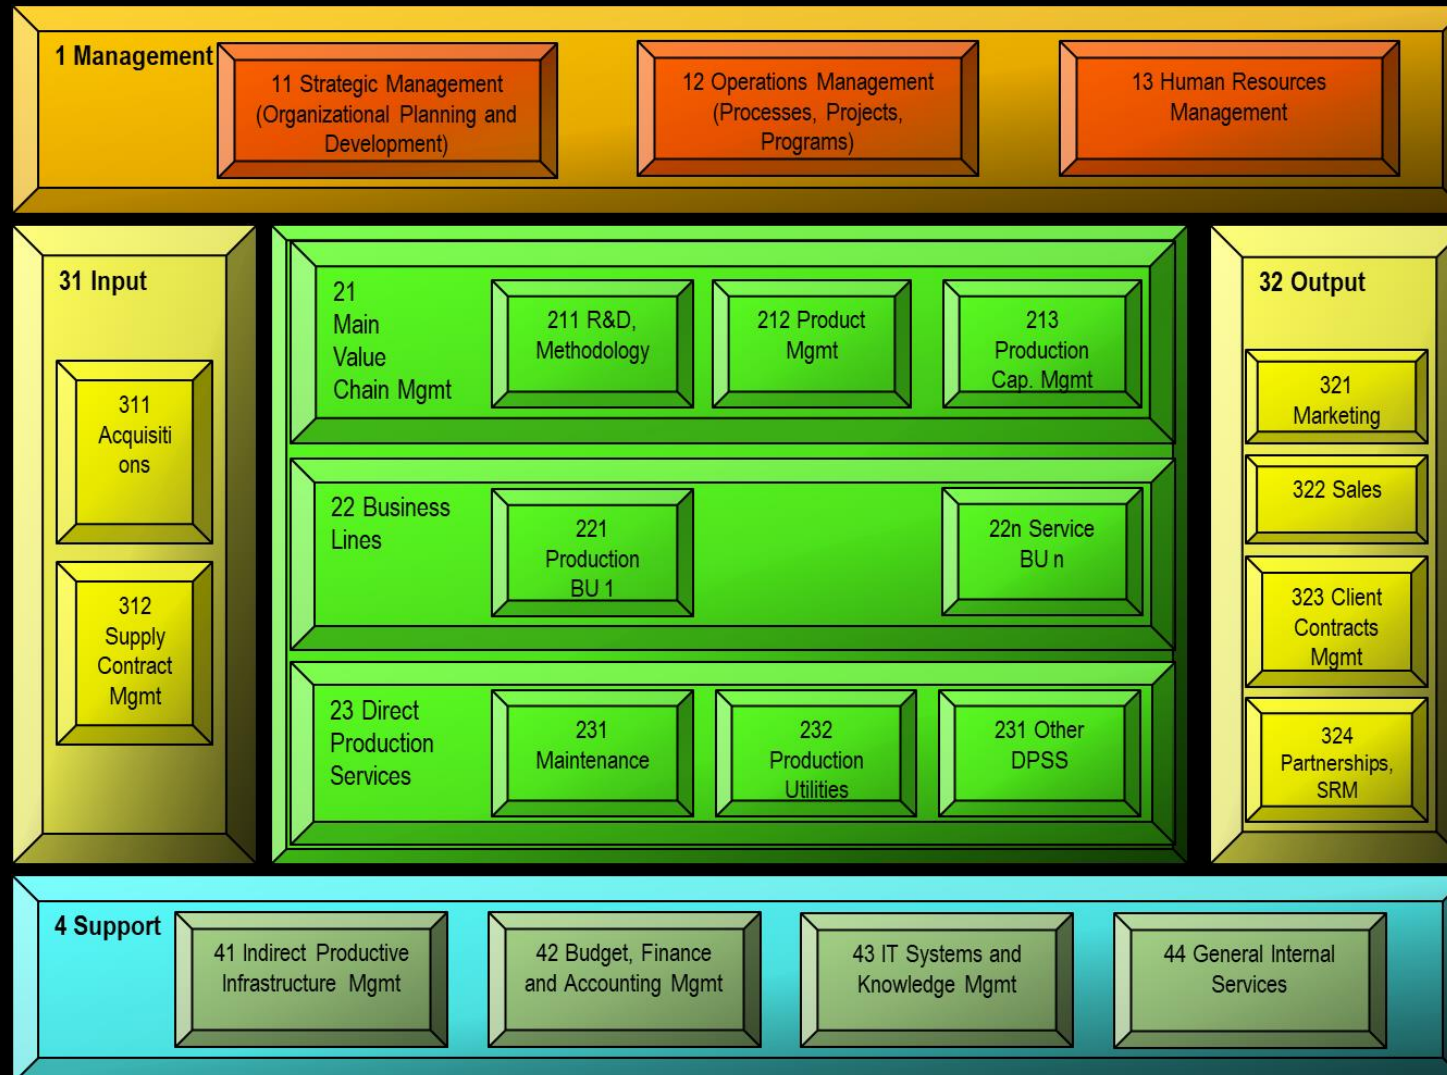 1 Management
11 Strategic Management
(Organizational Planning and
Development)
12 Operations Management
(Processes, Projects,
Programs)
13 Human Resources
Management
31 Input
311
Acquisiti
ons
312
Supply
Contract
Mgmt
21
Main
Value
Chain Mgmt
211 R&D,
Methodology
212 Product
Mgmt
213
Production
Cap. Mgmt
22 Business
Lines
221
Production
BU 1
22n Service
BU n
23 Direct
Production
Services
231
Maintenance
232
Production
Utilities
231 Other
DPSS
32 Output
321
Marketing
322 Sales
323 Client
Contracts
Mgmt
324
Partnerships,
SRM
4 Support
41 Indirect Productive
Infrastructure Mgmt
42 Budget, Finance
and Accounting Mgmt
43 IT Systems and
Knowledge Mgmt
44 General Internal
Services